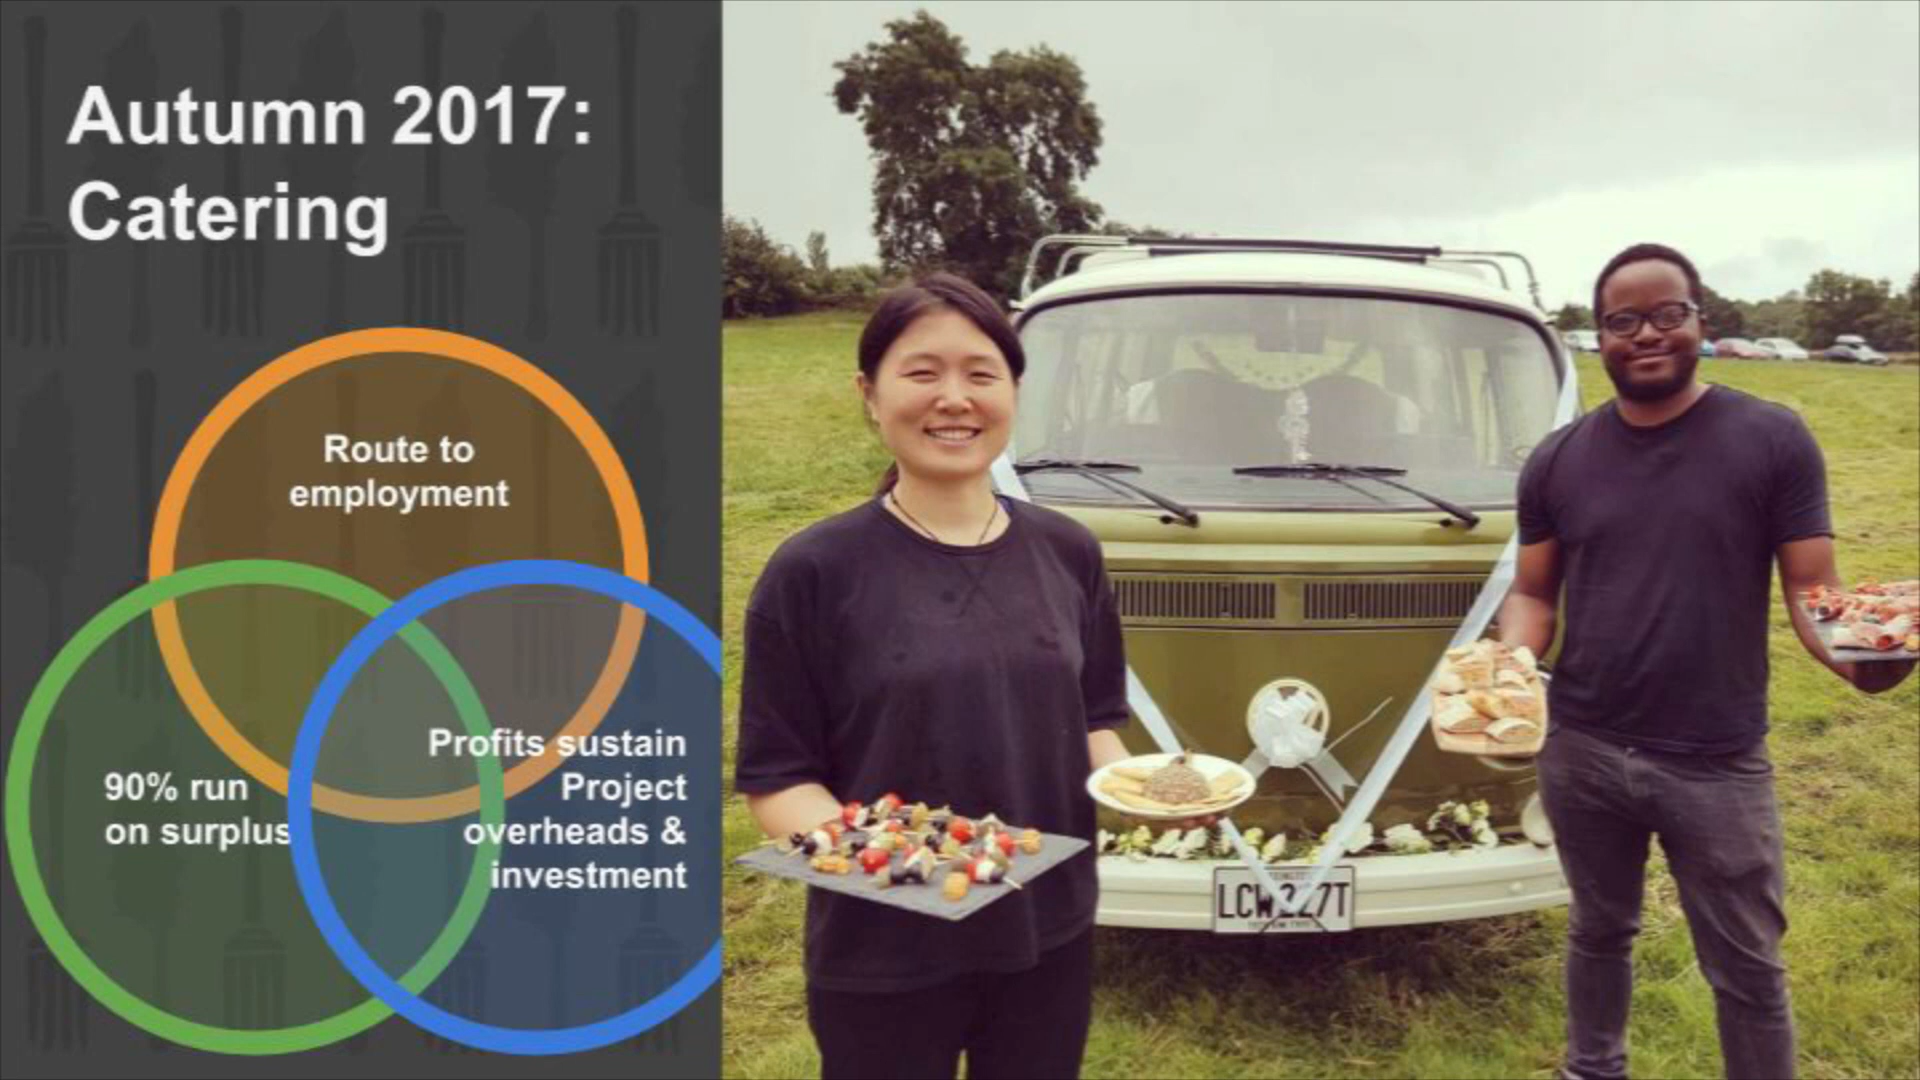 Autumn 2017:
Catering
Route to
employment
90% run
on surplus
Profits sustain
Project
overheads &
investment
LCW 227T